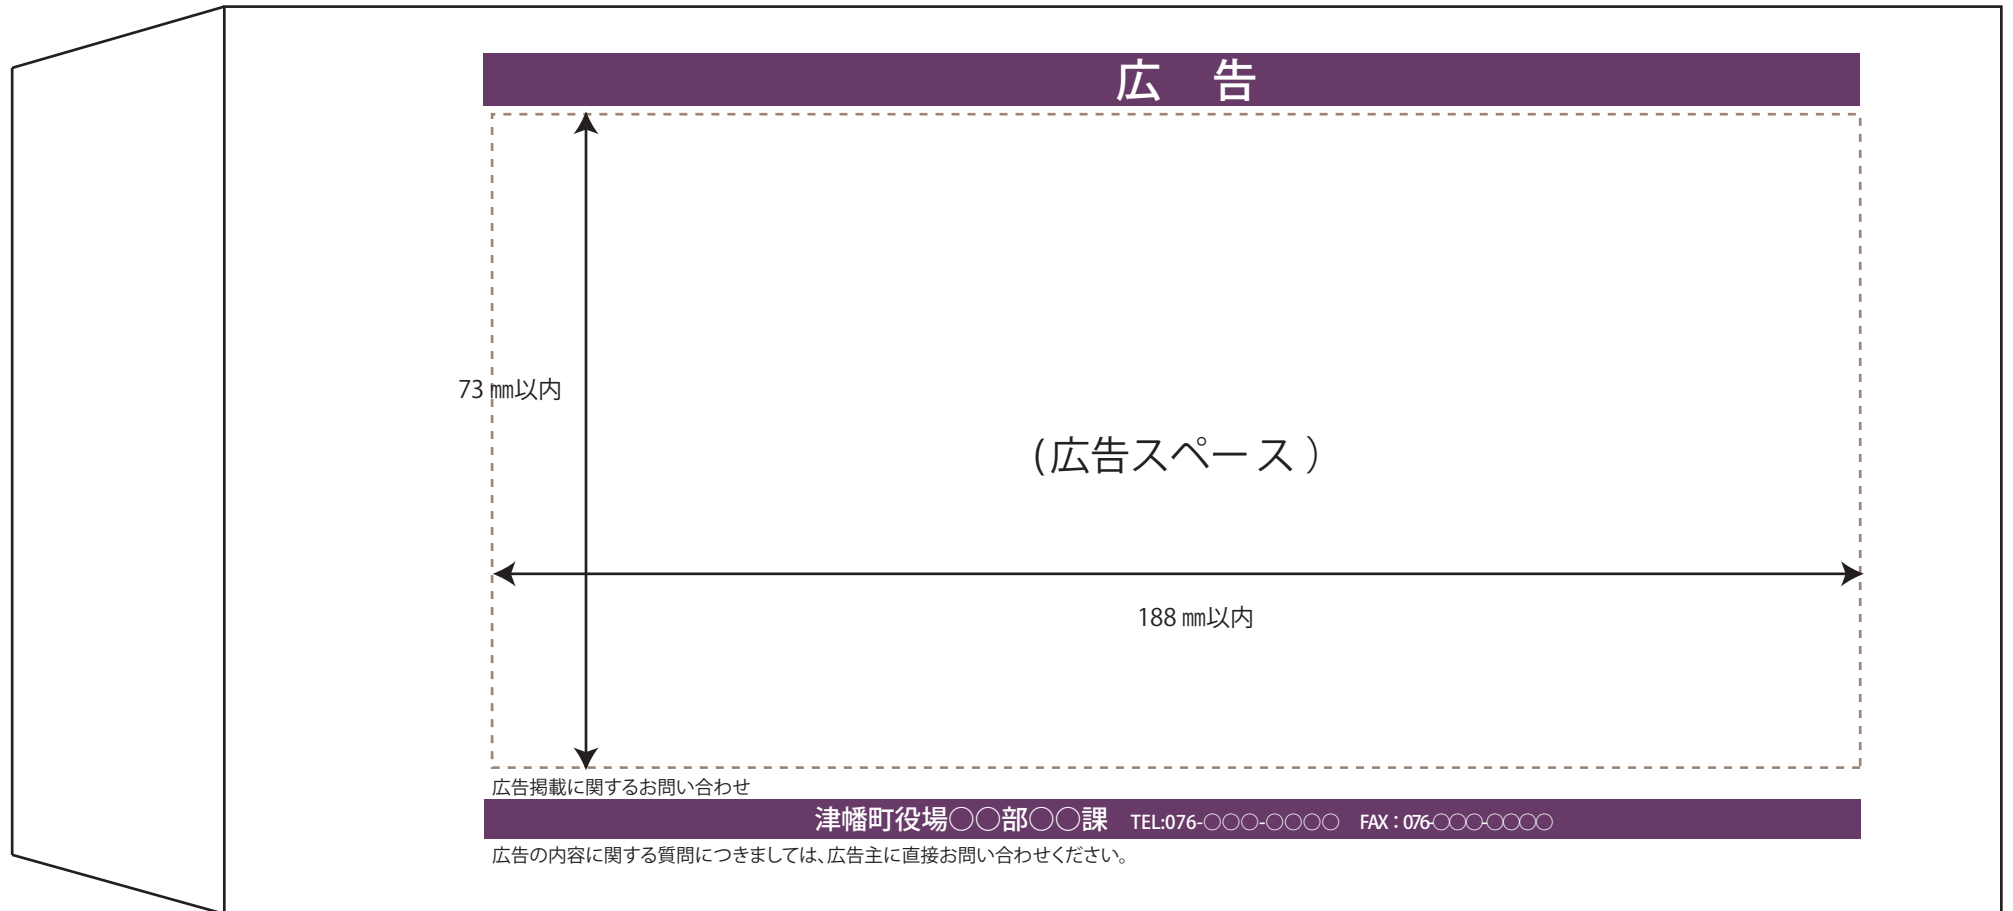 広　告
73 ㎜以内
(広告スペース）
188 ㎜以内
広告掲載に関するお問い合わせ
津幡町役場○○部○○課　TEL:076-○○○-○○○○　FAX：076-○○○-○○○○
広告の内容に関する質問につきましては、広告主に直接お問い合わせください。